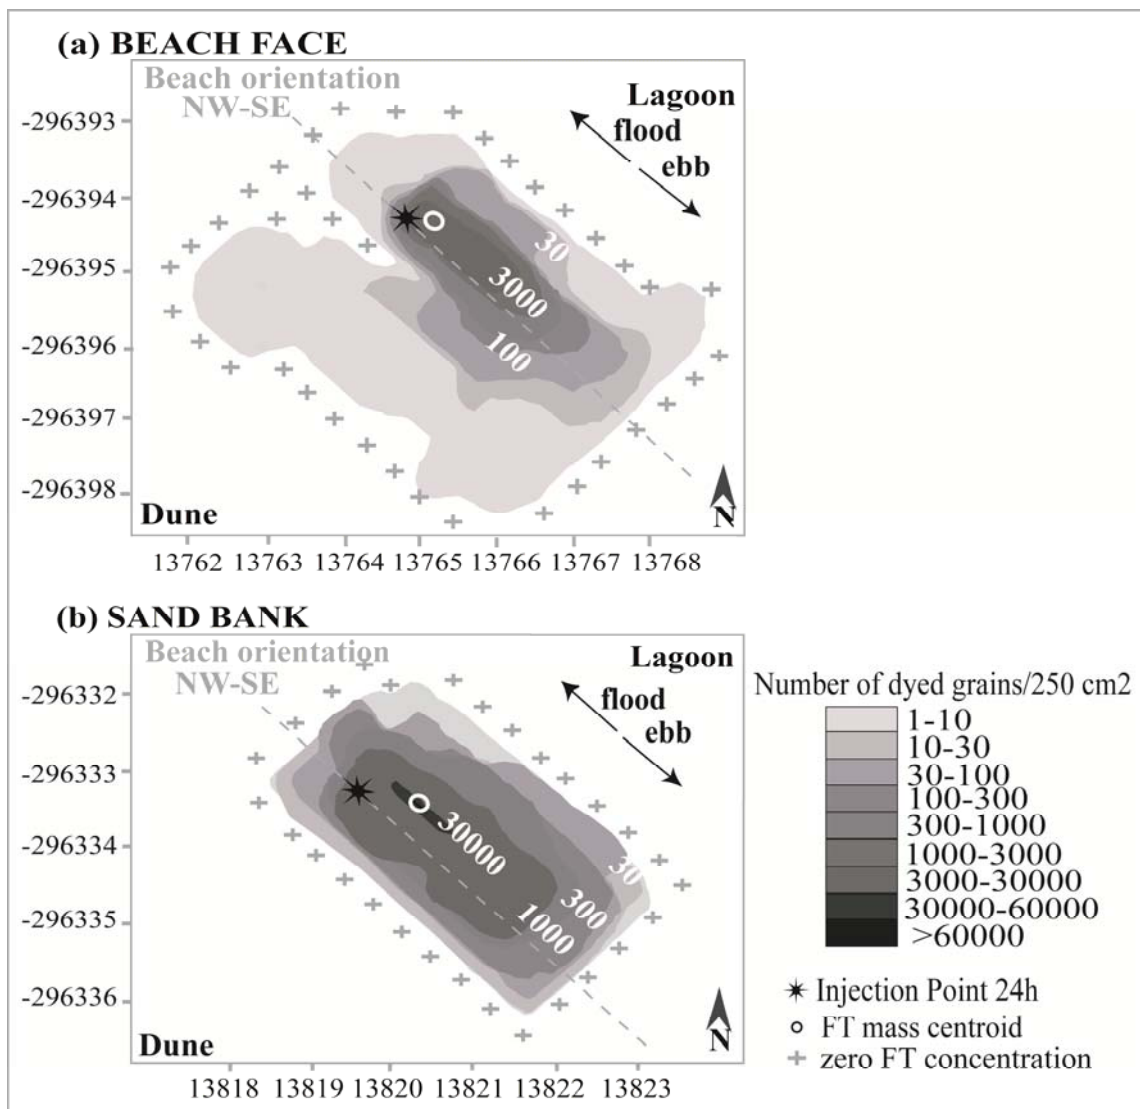 (a) BEACH FACE
Beach orientation
NW-SE
Lagoon
flood
ebb
-296393
-296394
-296395
-296396
-296397
-296398
30
3000
100
Dune
N
13762 13763 13764 13765 13766 13767 13768
(b) SAND BANK
Beach orientation
NW-SE
Lagoon
flood
ebb
-296332
-296333
-296334
-296335
-296336
30000
30
300
1000
Dune
N
13818 13819 13820 13821 13822 13823
Number of dyed grains/250 cm2
1-10
10-30
30-100
100-300
300-1000
1000-3000
3000-30000
30000-60000
>60000
Injection Point 24h
FT mass centroid
zero FT concentration